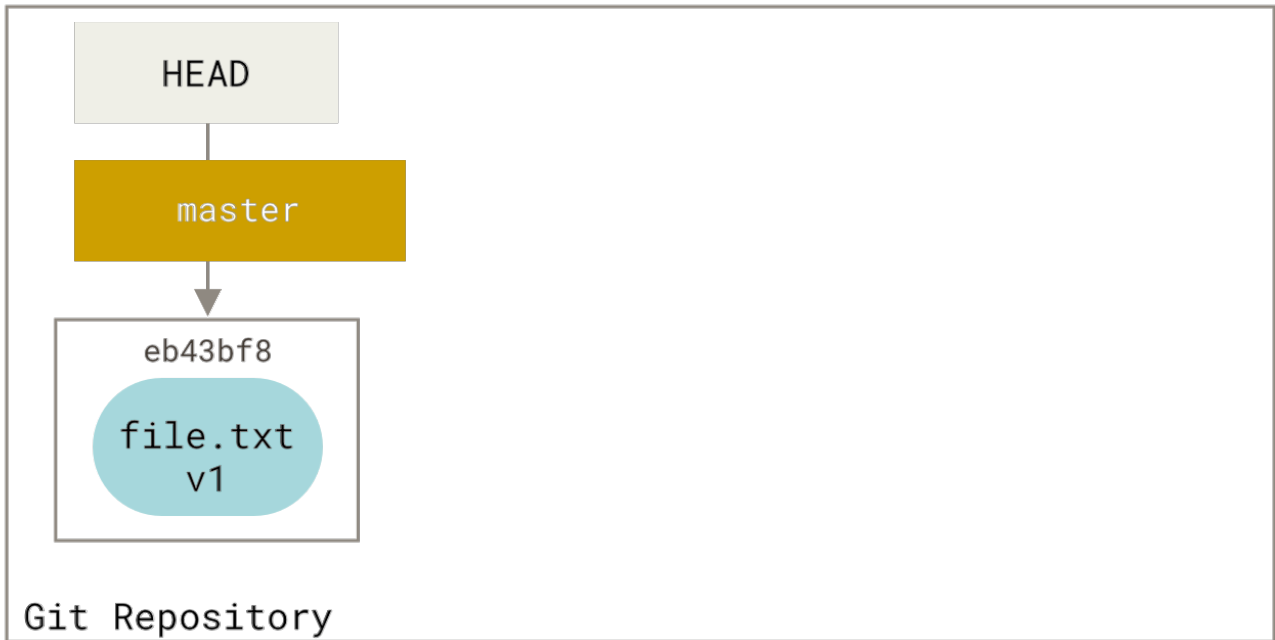 HEAD
master
eb43bf8
file.txt
v1
Git Repository